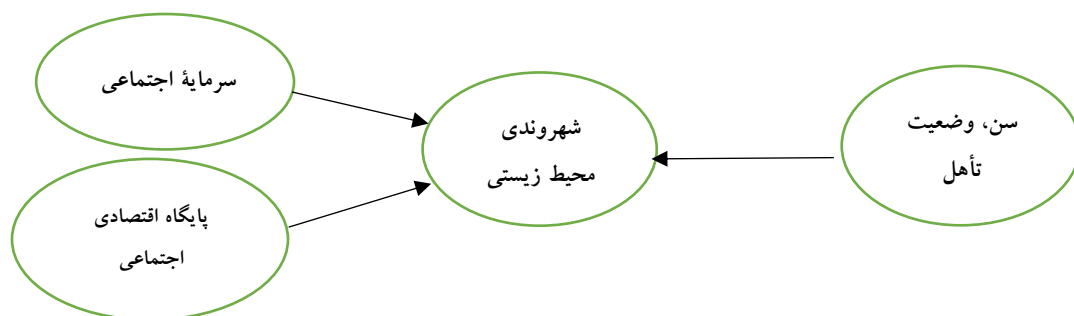 سرمایۀ اجتماعی
پایگاه اقتصادی
اجتماعی
شهروندی
محیط زیستی
سن، وضعیت
تأهل